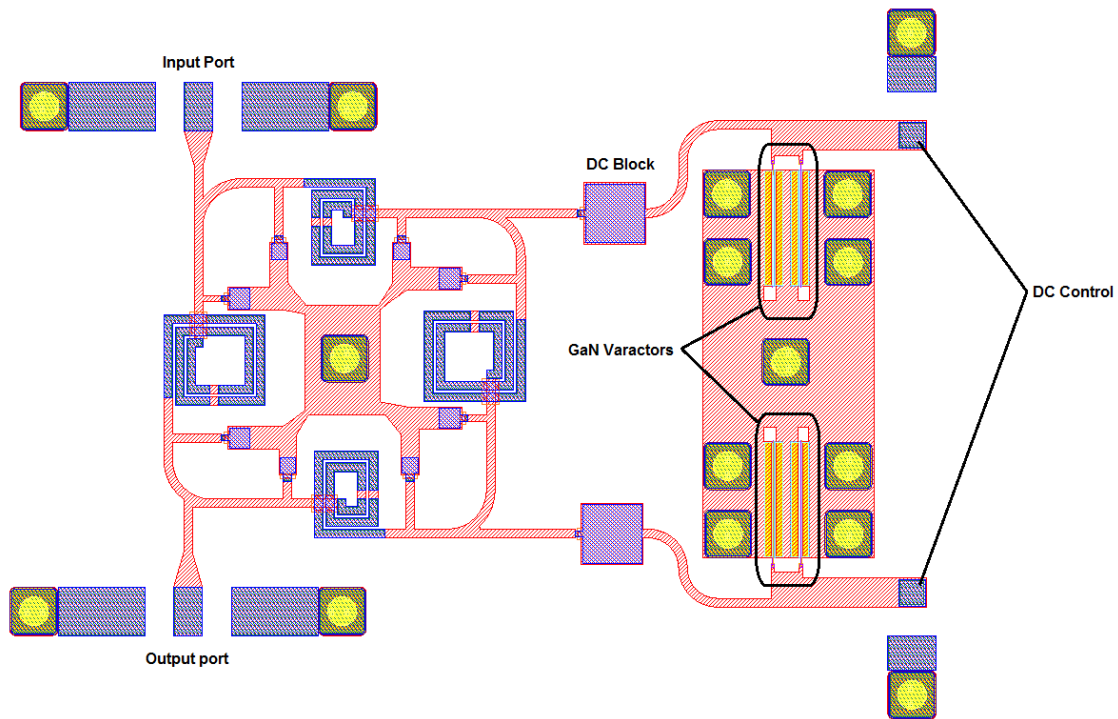 Input Port
DC Block
DC Control
GaN Varactors
Output port